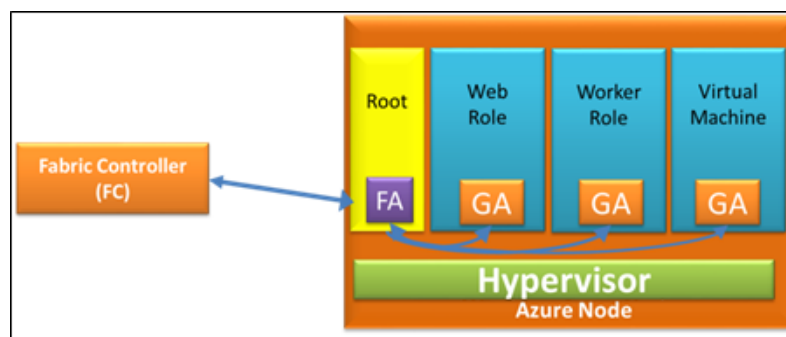 Fabric Controller
(FC)
Root
FA
Web
Role
GA
Worker
Role
GA
Virtual
Machine
GA
Hypervisor
Azure Node